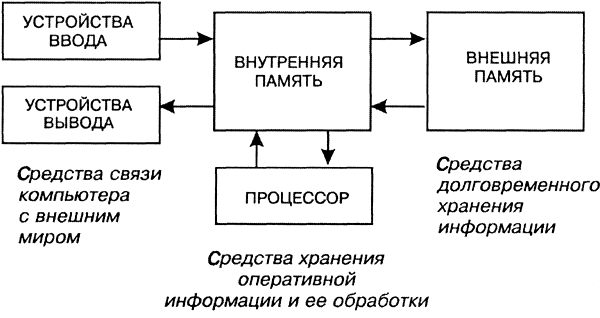 УСТРОЙСТВА
ВВОДА
УСТРОЙСТВА
ВЫВОДА
ВНУТРЕННЯЯ
ПАМЯТЬ
ВНЕШНЯЯ
ПАМЯТЬ
ПРОЦЕССОР
Средства связи
компьютера
с внешним
миром
Средства хранения
оперативной
информации и ее обработки
Средства
долговременного
хранения
информации